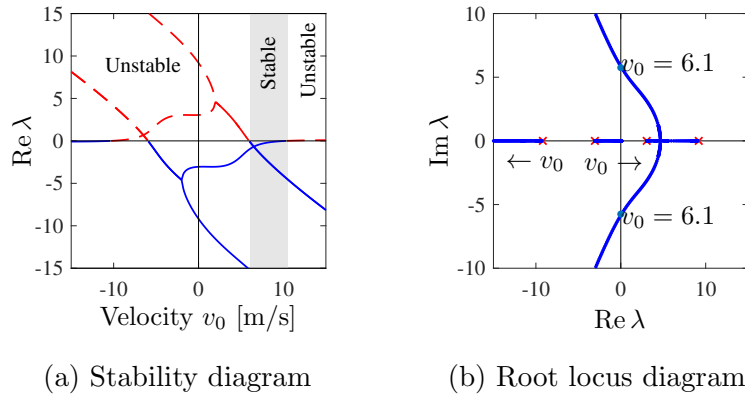 15
10
5
0
-5
-10
-15
Re λ
Unstable
Stable
Unstable
-10
0
10
Velocity v₀ [m/s]
(a) Stability diagram
10
5
0
-5
-10
Im λ
v₀ = 6.1
← v₀
v₀ →
v₀ = 6.1
-10
0
10
Re λ
(b) Root locus diagram